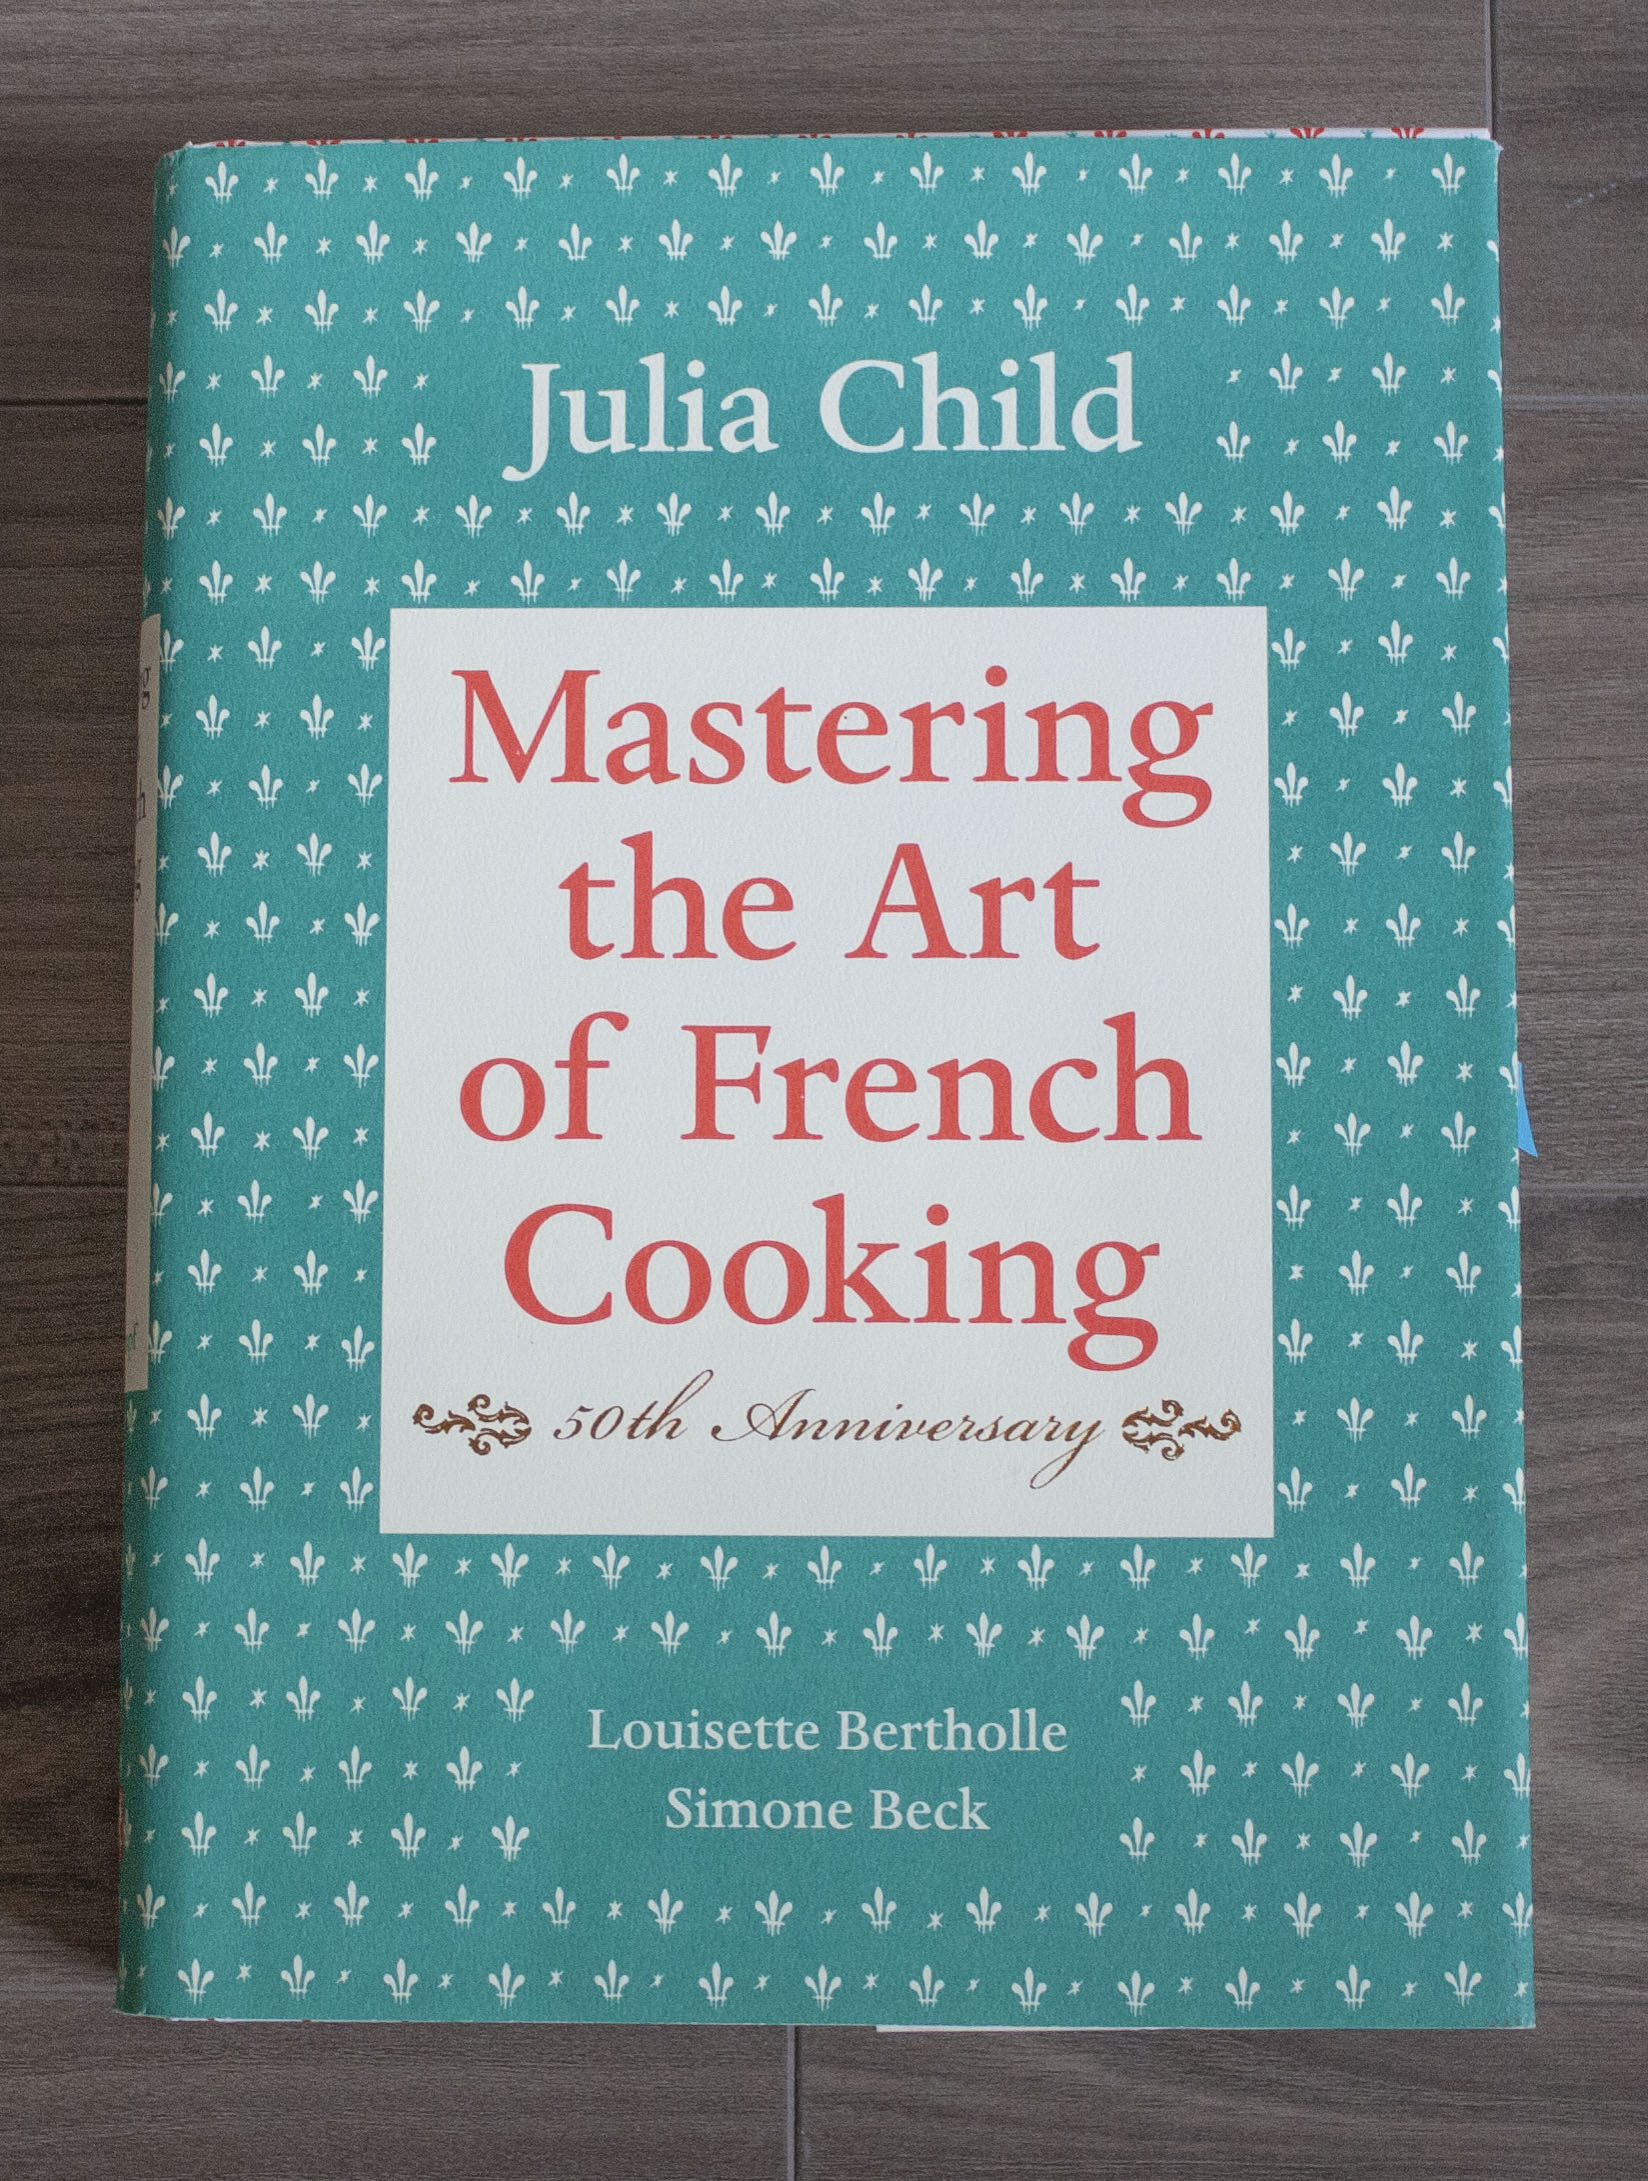 Julia Child
Mastering
the Art
of French
Cooking
50th Anniversary
Louisette Bertholle
Simone Beck